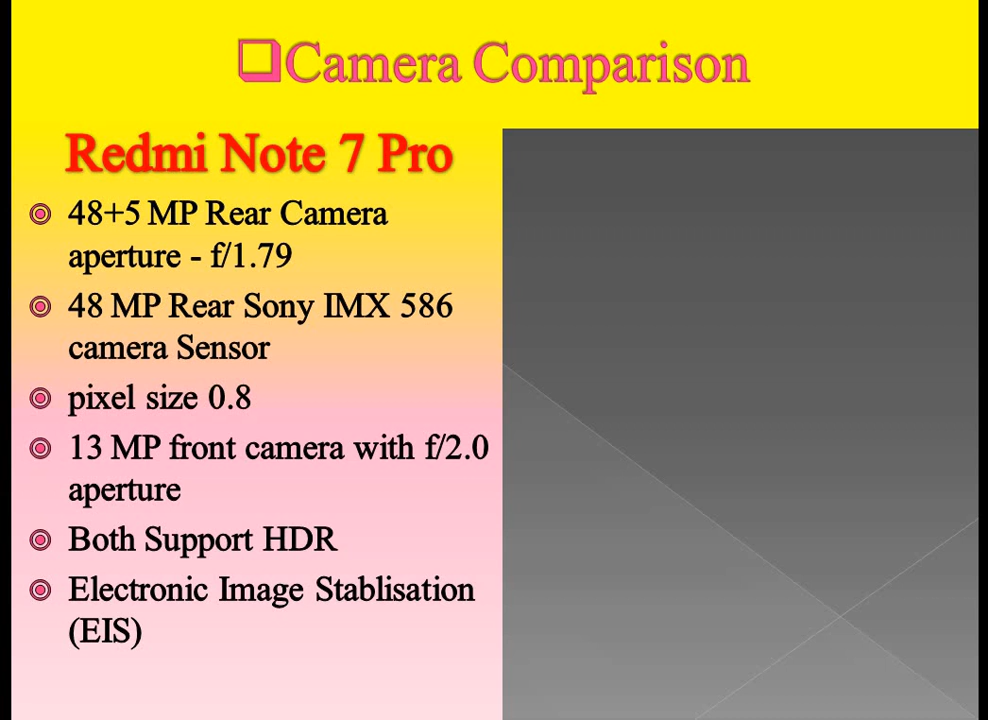 ❑Camera Comparison
Redmi Note 7 Pro
48+5 MP Rear Camera
aperture - f/1.79
48 MP Rear Sony IMX 586
camera Sensor
pixel size 0.8
13 MP front camera with f/2.0
aperture
Both Support HDR
Electronic Image Stablisation
(EIS)